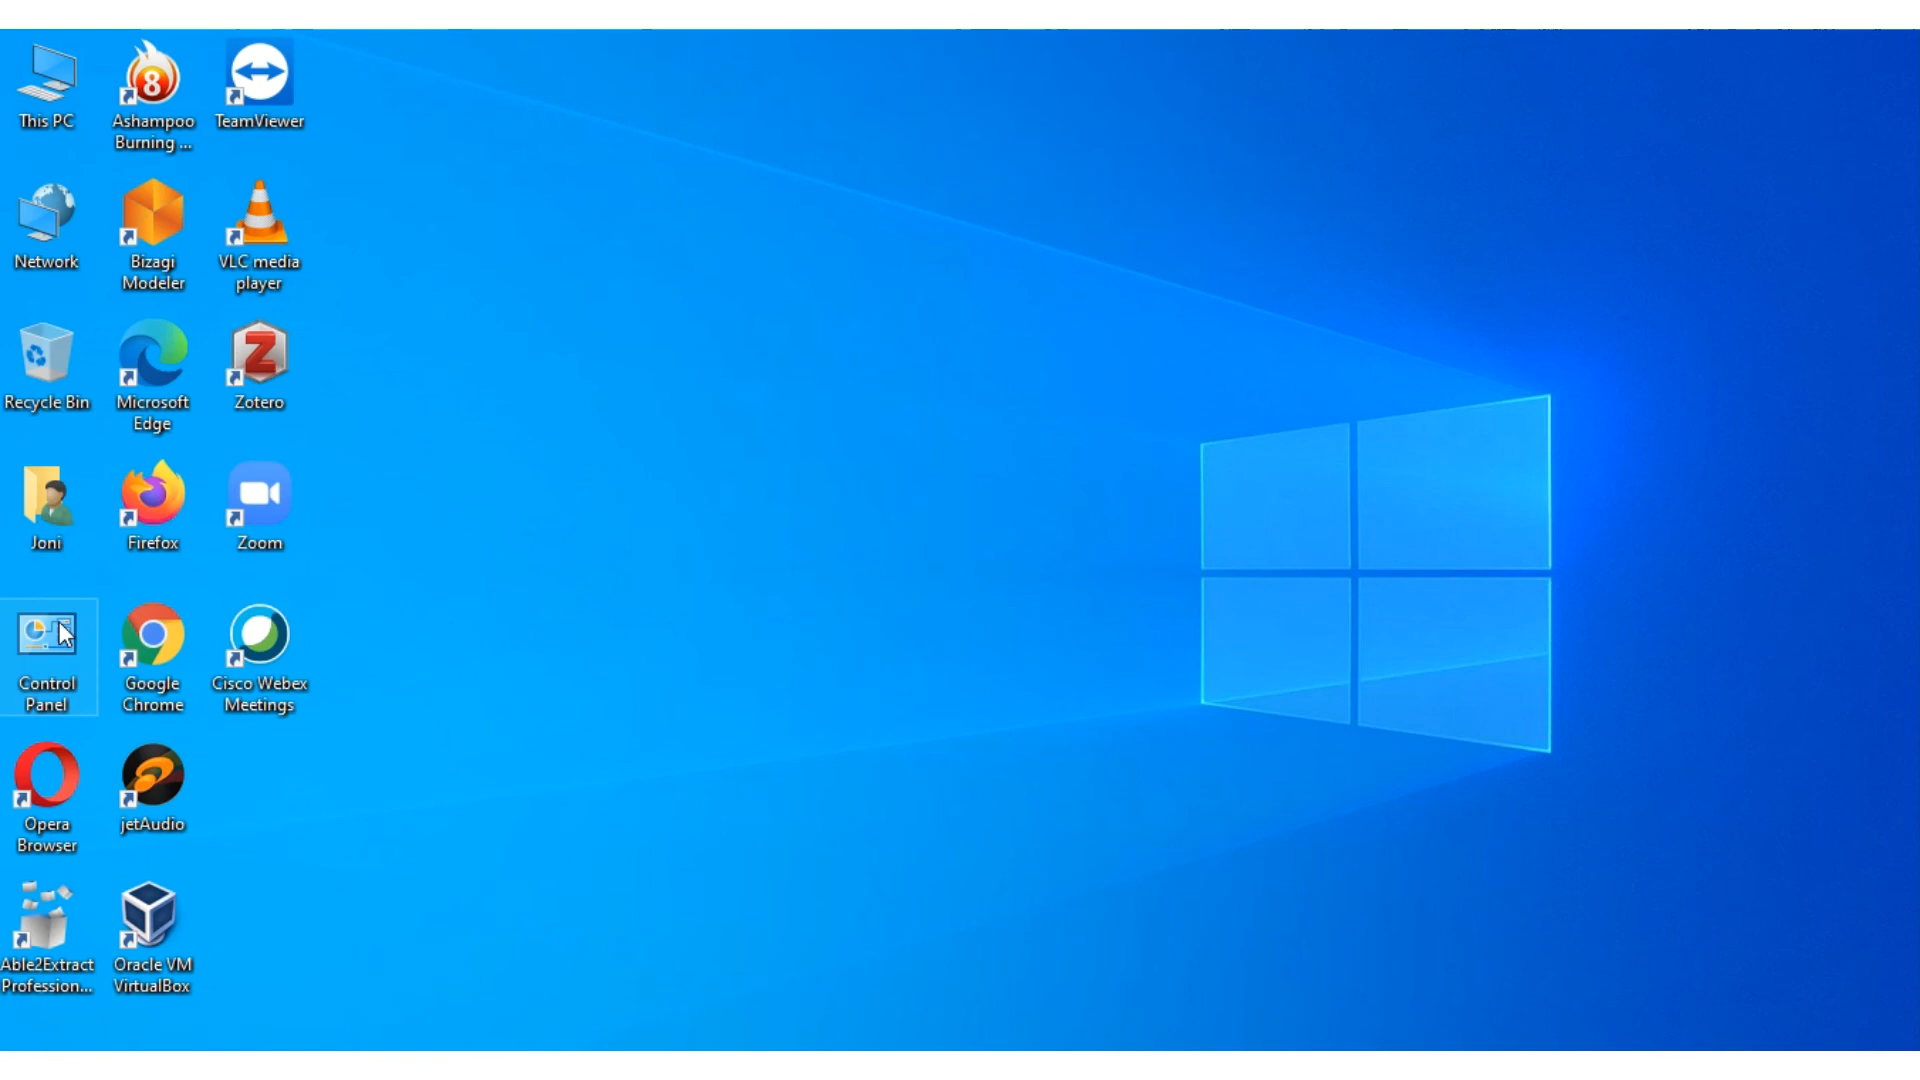 This PC
Ashampoo
Burning ...
TeamViewer
Network
Bizagi
Modeler
VLC media
player
Recycle Bin
Microsoft
Edge
Zotero
Joni
Firefox
Zoom
Control
Panel
Google
Chrome
Cisco Webex
Meetings
Opera
Browser
jetAudio
Able2Extract
Profession...
Oracle VM
VirtualBox
8
Z